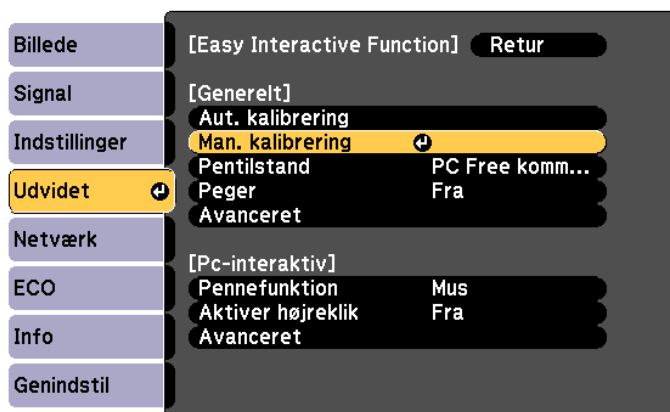 Billede
Signal
Indstillinger
Udvidet
Netværk
ECO
Info
Genindstil
[Easy Interactive Function] Retur
[Generelt]
Aut. kalibrering
Man. kalibrering
Pentilstand PC Free komm...
Peger Fra
Avanceret
[Pc-interaktiv]
Pennefunktion Mus
Aktiver højreklik Fra
Avanceret